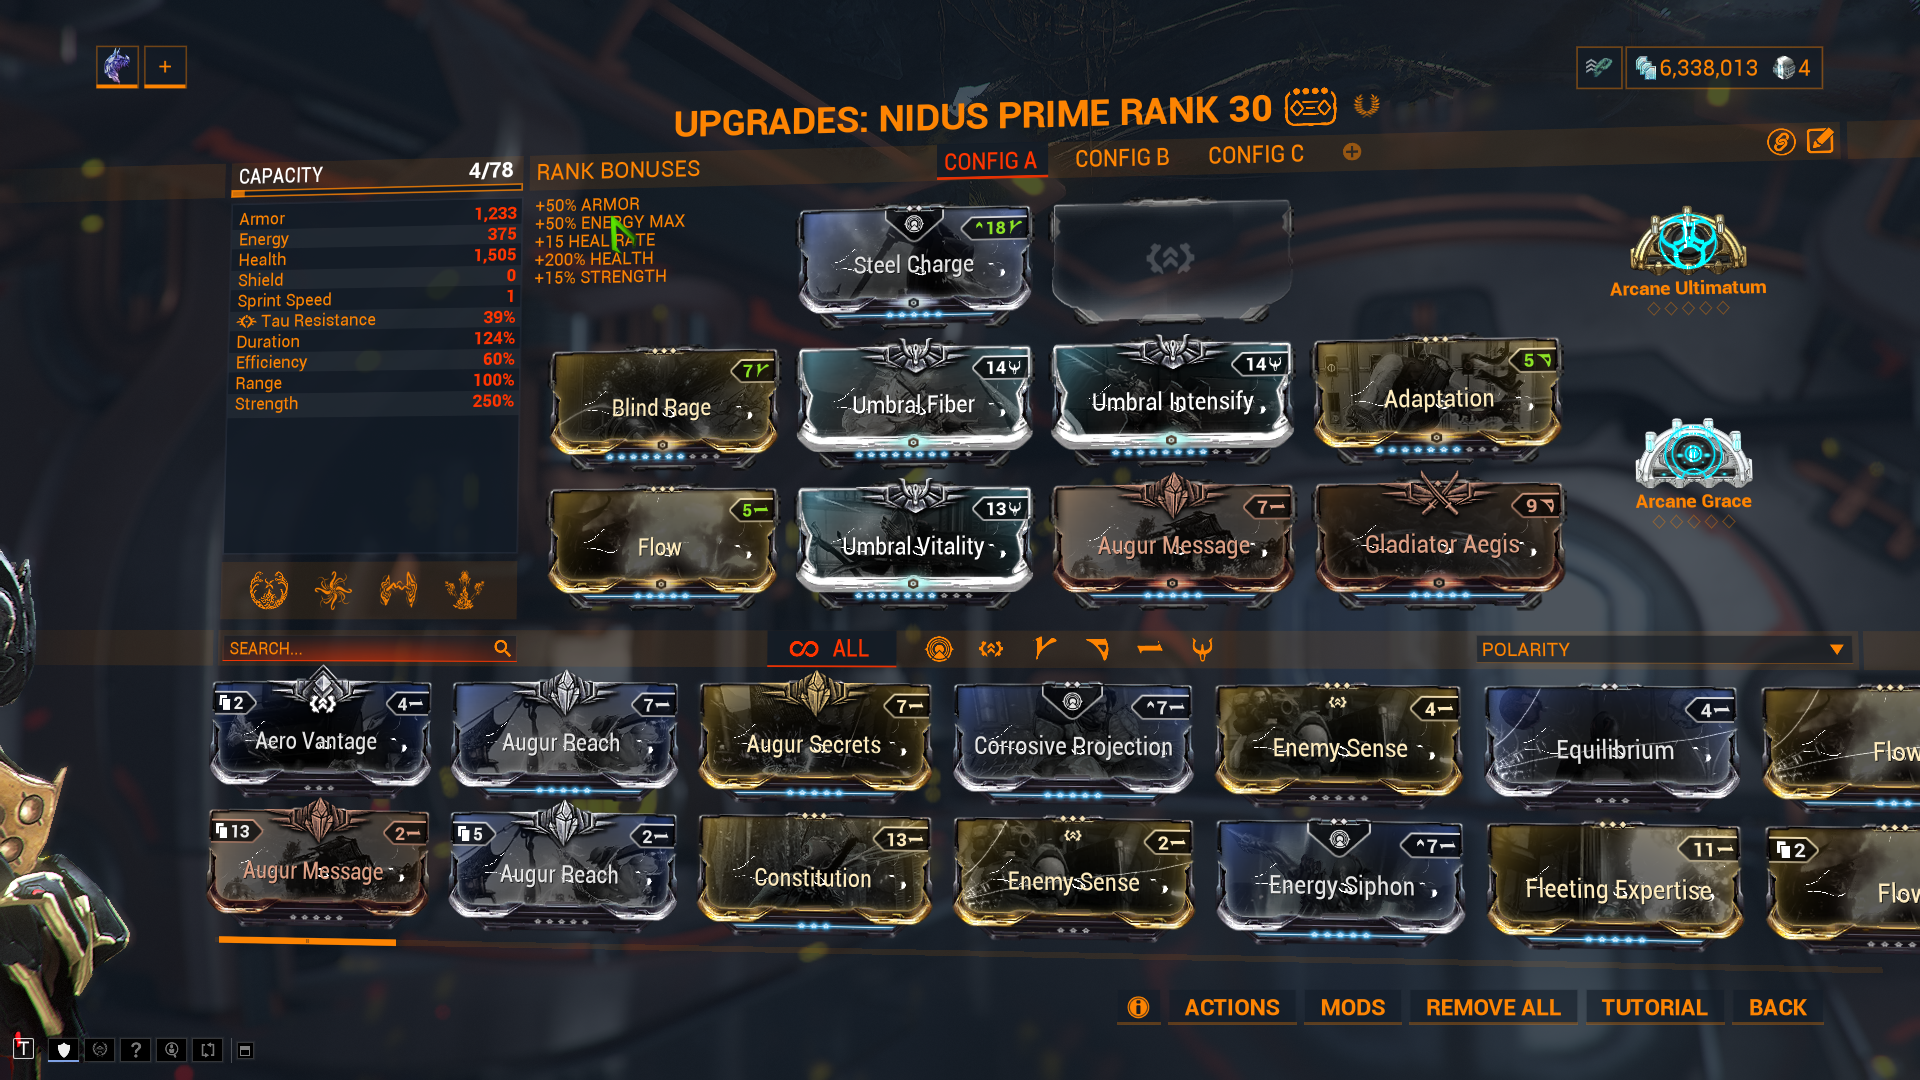 +
6,338,013
4
UPGRADES: NIDUS PRIME RANK 30
CAPACITY 4/78
RANK BONUSES
CONFIG A
CONFIG B
CONFIG C
Armor 1,233
Energy 375
Health 1,505
Shield 0
Sprint Speed 1
Tau Resistance 39%
Duration 124%
Efficiency 60%
Range 100%
Strength 250%
+50% ARMOR
+50% ENERGY MAX
+15 HEAL RATE
+200% HEALTH
+15% STRENGTH
18
Steel Charge
Arcane Ultimatum
7
Blind Rage
14
Umbral Fiber
14
Umbral Intensify
5
Adaptation
Arcane Grace
5
Flow
13
Umbral Vitality
7
Augur Message
9
Gladiator Aegis
SEARCH...
ALL
POLARITY
2 4
Aero Vantage
7
Augur Reach
7
Augur Secrets
7
Corrosive Projection
4
Enemy Sense
4
Equilibrium
Flow
13 2
Augur Message
5 2
Augur Reach
13
Constitution
2
Enemy Sense
7
Energy Siphon
11
Fleeting Expertise
2
Flow
ACTIONS
MODS
REMOVE ALL
TUTORIAL
BACK
T
?